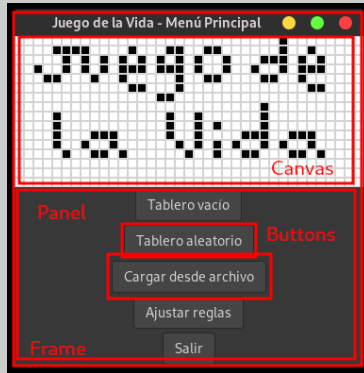 Juego de la Vida - Menú Principal
Juego de
la Vida
Canvas
Panel
Tablero vacío
Buttons
Tablero aleatorio
Cargar desde archivo
Ajustar reglas
Frame
Salir